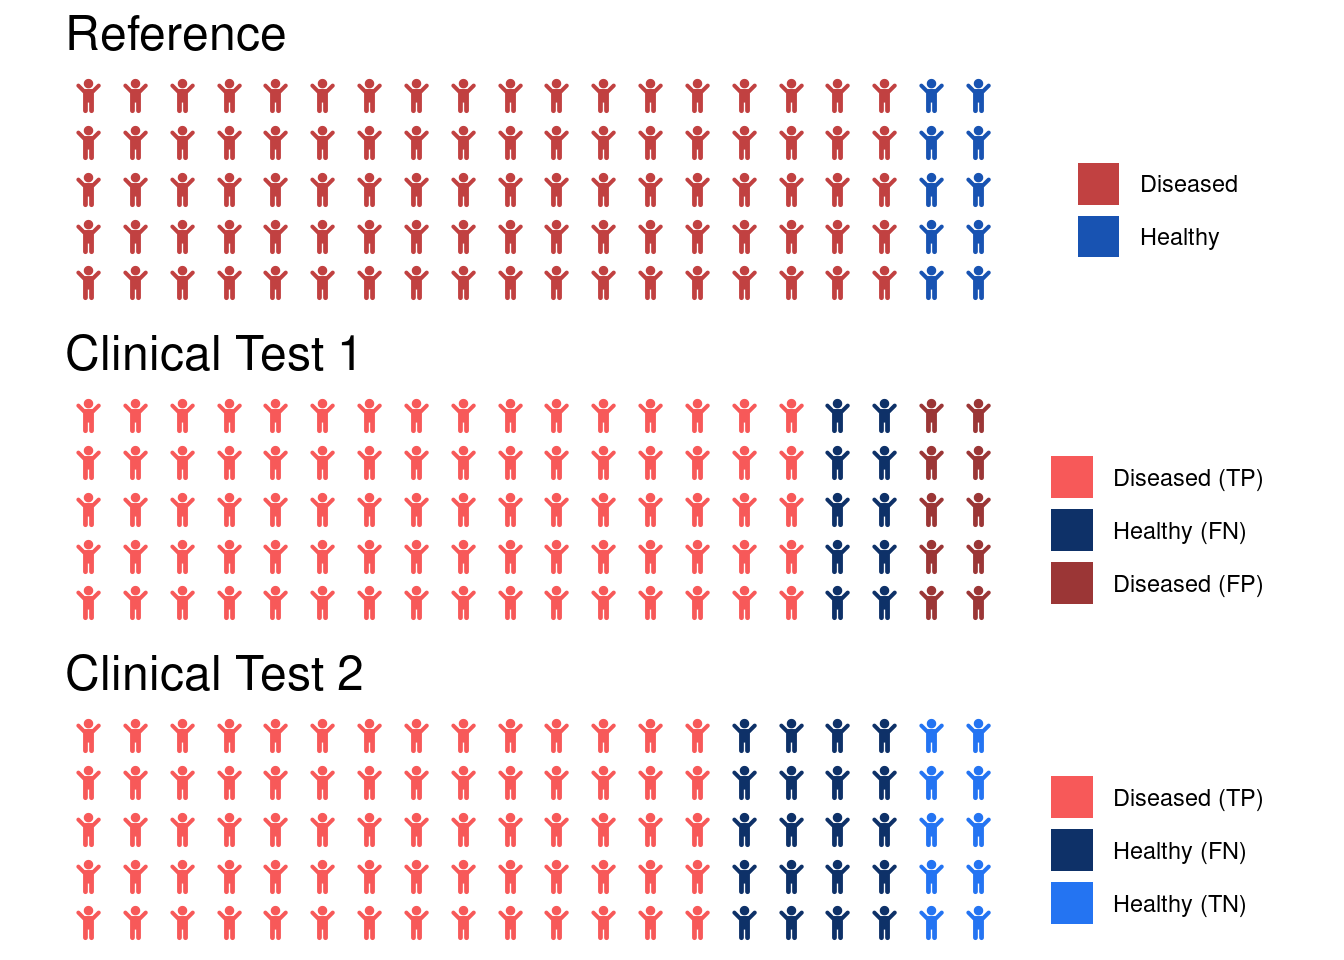 Reference
Diseased
Healthy
Clinical Test 1
Diseased (TP)
Healthy (FN)
Diseased (FP)
Clinical Test 2
Diseased (TP)
Healthy (FN)
Healthy (TN)